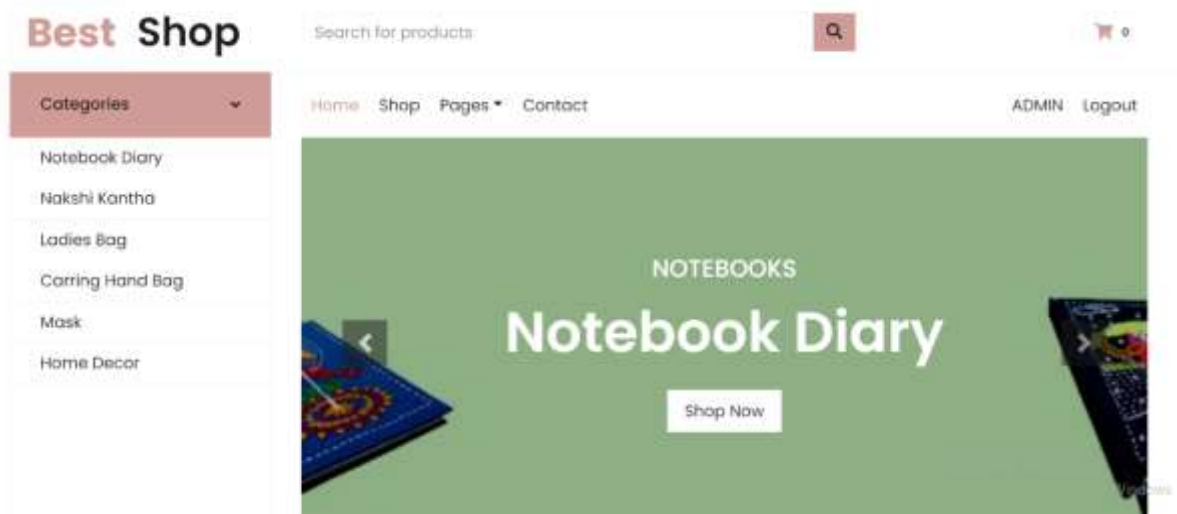 Best Shop
Search for products
0
Categories
Home Shop Pages Contact
ADMIN Logout
Notebook Diary
Nakshi Kantha
Ladies Bag
Carring Hand Bag
Mask
Home Decor
NOTEBOOKS
Notebook Diary
Shop Now
Windows